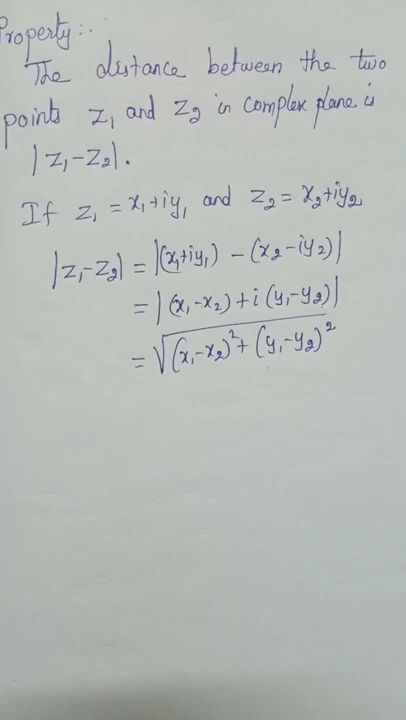 Property:.
The distance between the two
points z₁ and z₂ in complex plane is
|z₁-z₂|.
If z₁ = x₁+iy₁ and z₂ = x₂+iy₂
|z₁-z₂| = |(x₁+iy₁) - (x₂-iy₂)|
= |(x₁-x₂)+i(y₁-y₂)|
= √(x₁-x₂)²+(y₁-y₂)²